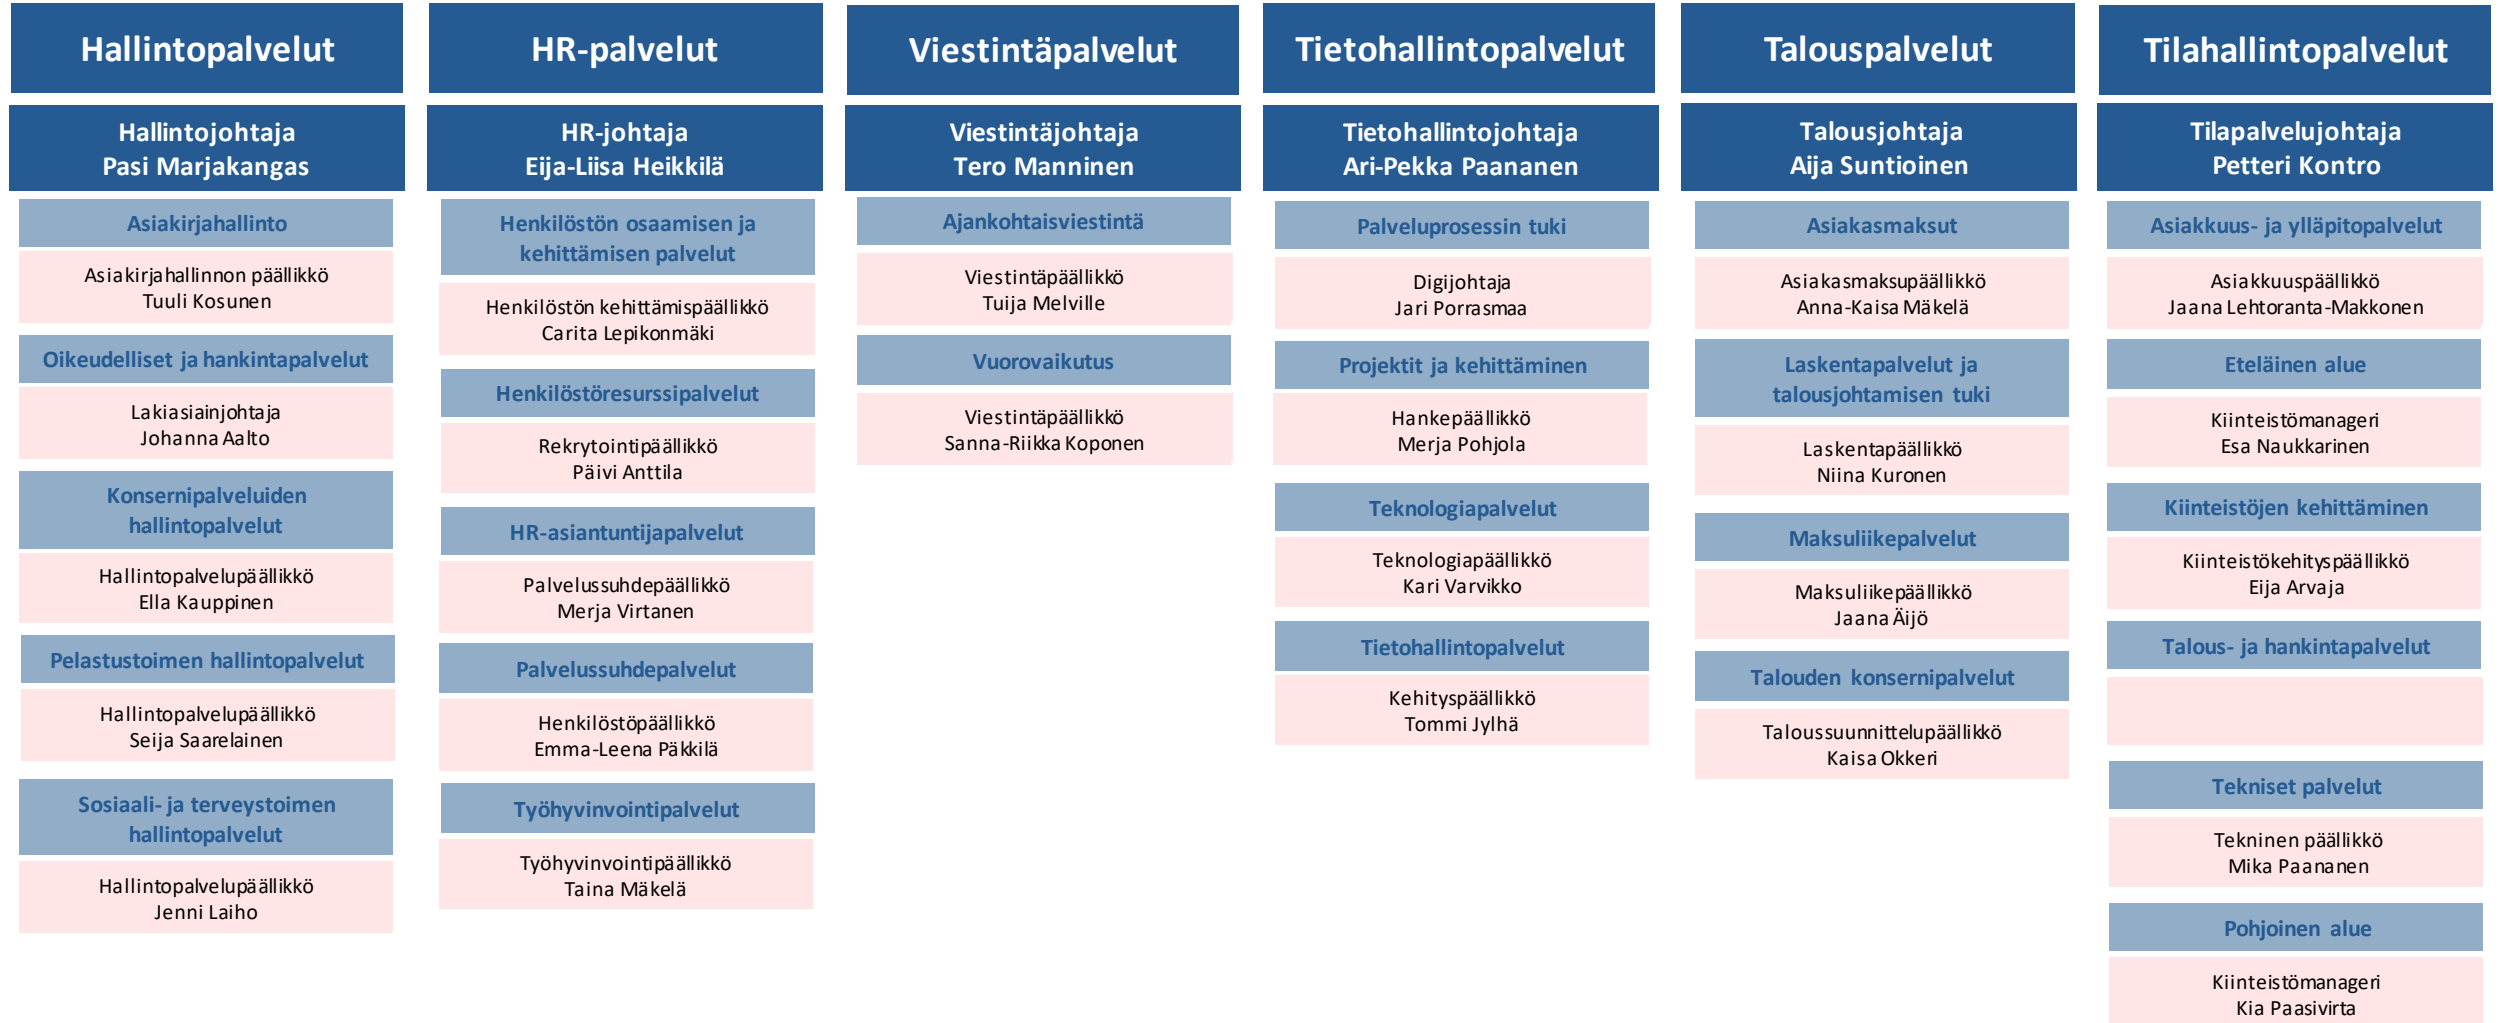 Hallintopalvelut
Hallintojohtaja
Pasi Marjakangas
Asiakirjahallinto
Asiakirjahallinnon päällikkö
Tuuli Kosunen
Oikeudelliset ja hankintapalvelut
Lakiasiainjohtaja
Johanna Aalto
Konsernipalveluiden
hallintopalvelut
Hallintopalvelupäällikkö
Ella Kauppinen
Pelastustoimen hallintopalvelut
Hallintopalvelupäällikkö
Seija Saarelainen
Sosiaali- ja terveystoimen
hallintopalvelut
Hallintopalvelupäällikkö
Jenni Laiho
HR-palvelut
HR-johtaja
Eija-Liisa Heikkilä
Henkilöstön osaamisen ja
kehittämisen palvelut
Henkilöstön kehittämispäällikkö
Carita Lepikonmäki
Henkilöstöresurssipalvelut
Rekrytointipäällikkö
Päivi Anttila
HR-asiantuntijapalvelut
Palvelussuhdepäällikkö
Merja Virtanen
Palvelussuhdepalvelut
Henkilöstöpäällikkö
Emma-Leena Päkkilä
Työhyvinvointipalvelut
Työhyvinvointipäällikkö
Taina Mäkelä
Viestintäpalvelut
Viestintäjohtaja
Tero Manninen
Ajankohtaisviestintä
Viestintäpäällikkö
Tuija Melville
Vuorovaikutus
Viestintäpäällikkö
Sanna-Riikka Koponen
Tietohallintopalvelut
Tietohallintojohtaja
Ari-Pekka Paananen
Palveluprosessin tuki
Digijohtaja
Jari Porrasmaa
Projektit ja kehittäminen
Hankepäällikkö
Merja Pohjola
Teknologiapalvelut
Teknologiapäällikkö
Kari Varvikko
Tietohallintopalvelut
Kehityspäällikkö
Tommi Jylhä
Talouspalvelut
Talousjohtaja
Aija Suntioinen
Asiakasmaksut
Asiakasmaksupäällikkö
Anna-Kaisa Mäkelä
Laskentapalvelut ja
talousjohtamisen tuki
Laskentapäällikkö
Niina Kuronen
Maksuliikepalvelut
Maksuliikepäällikkö
Jaana Äijö
Talouden konsernipalvelut
Taloussuunnittelupäällikkö
Kaisa Okkeri
Tilahallintopalvelut
Tilapalvelujohtaja
Petteri Kontro
Asiakkuus- ja ylläpitopalvelut
Asiakkuuspäällikkö
Jaana Lehtoranta-Makkonen
Eteläinen alue
Kiinteistömanageri
Esa Naukkarinen
Kiinteistöjen kehittäminen
Kiinteistökehityspäällikkö
Eija Arvaja
Talous- ja hankintapalvelut
Tekniset palvelut
Tekninen päällikkö
Mika Paananen
Pohjoinen alue
Kiinteistömanageri
Kia Paasivirta